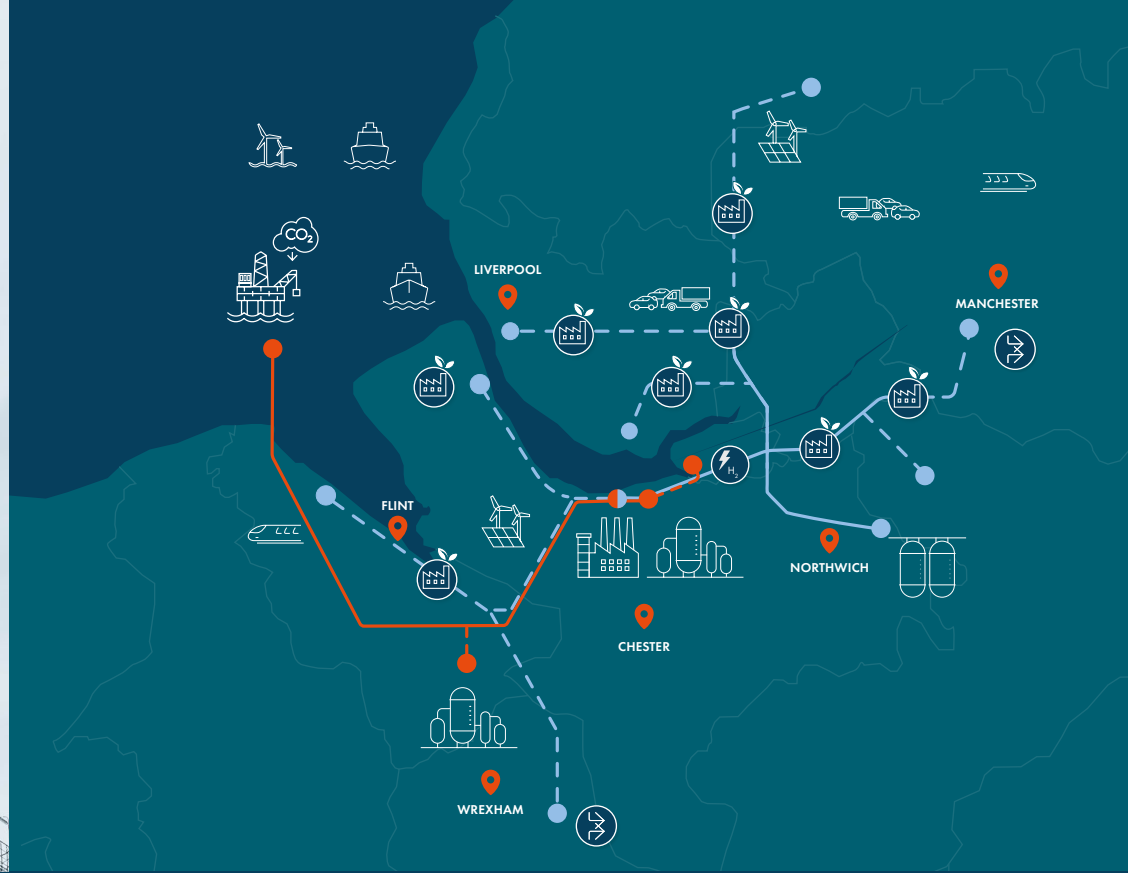 CO₂
LIVERPOOL
MANCHESTER
H₂
FLINT
NORTHWICH
CHESTER
WREXHAM